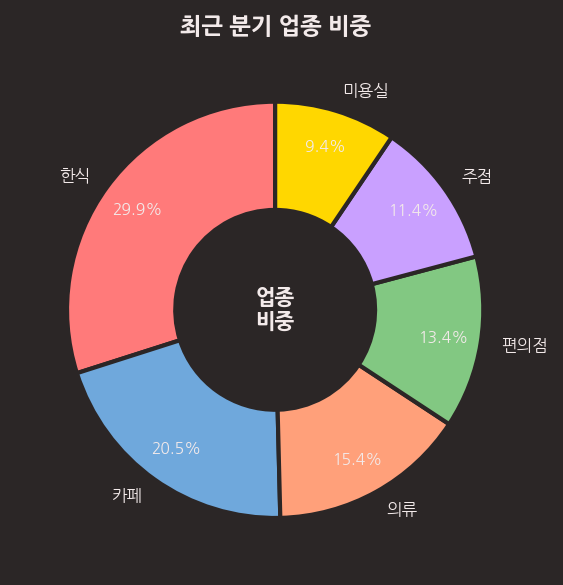 최근 분기 업종 비중
미용실
9.4%
주점
11.4%
한식
29.9%
업종
비중
편의점
13.4%
카페
20.5%
의류
15.4%